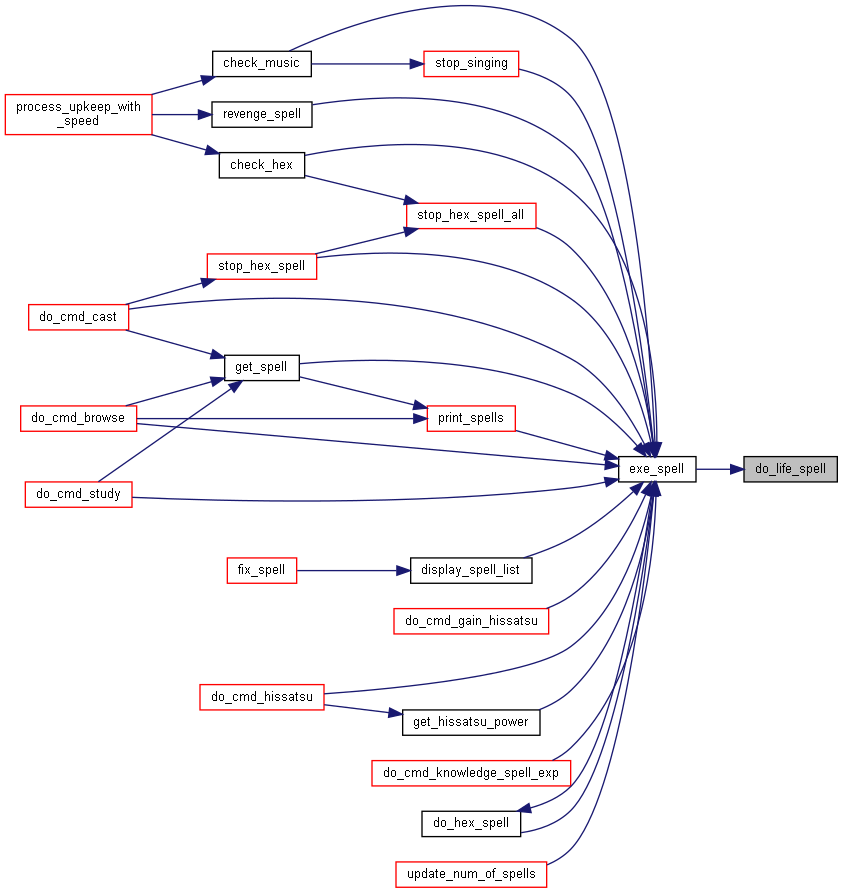 check_music
stop_singing
process_upkeep_with
_speed
revenge_spell
check_hex
stop_hex_spell_all
stop_hex_spell
do_cmd_cast
get_spell
do_cmd_browse
print_spells
exe_spell
do_life_spell
do_cmd_study
fix_spell
display_spell_list
do_cmd_gain_hissatsu
do_cmd_hissatsu
get_hissatsu_power
do_cmd_knowledge_spell_exp
do_hex_spell
update_num_of_spells